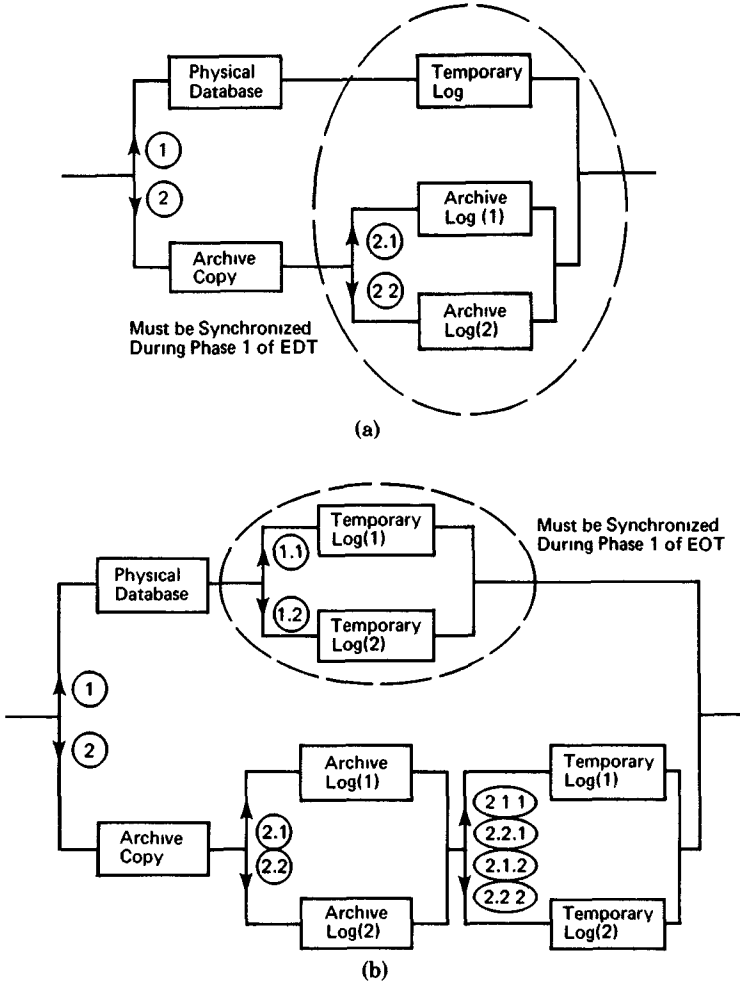 Physical
Database
Temporary
Log
1
2
Archive
Log (1)
2.1
2 2
Archive
Copy
Archive
Log(2)
Must be Synchronized
During Phase 1 of EDT
(a)
Temporary
Log(1)
Must be Synchronized
During Phase 1 of EOT
1.1
Physical
Database
1.2
Temporary
Log(2)
1
2
Archive
Log(1)
Temporary
Log(1)
2 1 1
2.1
2.2.1
Archive
Copy
2.2
2.1.2
2.2 2
Archive
Log(2)
Temporary
Log(2)
(b)